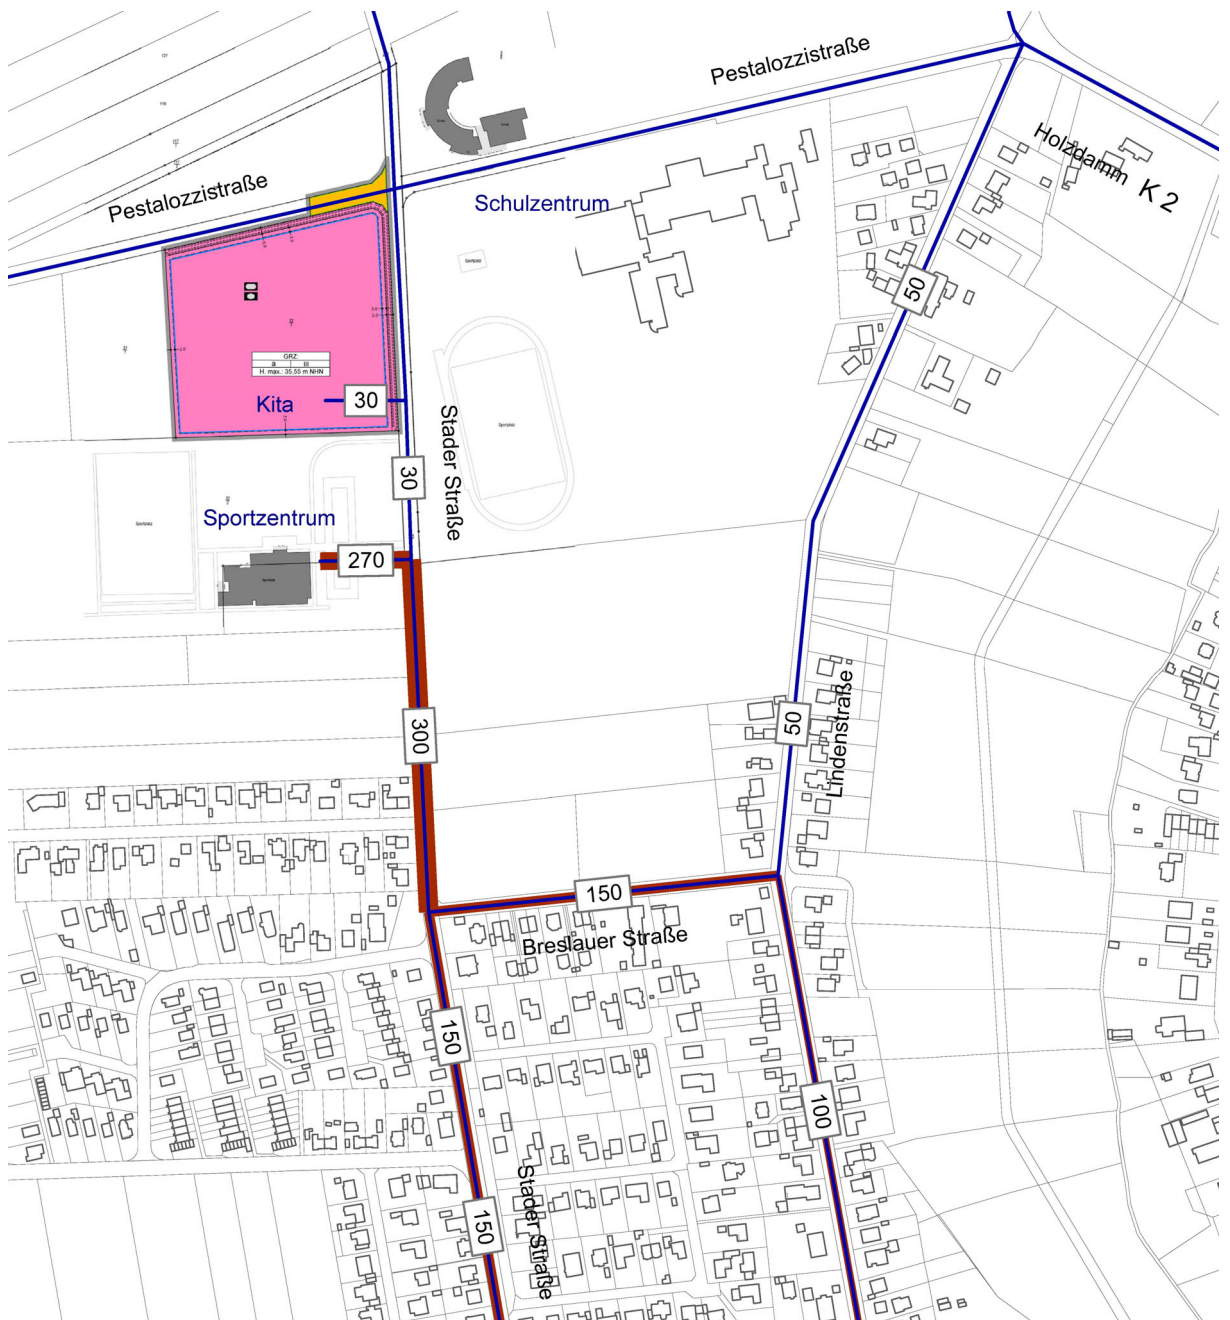 Pestalozzistraße
Holzdamm
K 2
Pestalozzistraße
Schulzentrum
50
GRZ:
a III
H. max.: 35.55 m NHN
Kita
30
Stader Straße
30
Sportzentrum
270
300
50
Lindenstraße
150
Breslauer Straße
150
100
Stader Straße
150